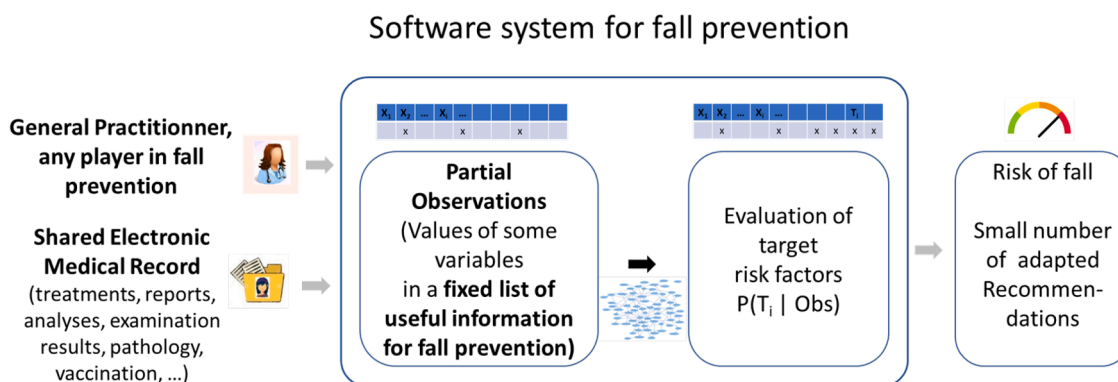 Software system for fall prevention
General Practitionner,
any player in fall
prevention
Shared Electronic
Medical Record
(treatments, reports,
analyses, examination
results, pathology,
vaccination, …)
X1 X2 … Xi …
x x x
Partial
Observations
(Values of some
variables
in a fixed list of
useful information
for fall prevention)
X1 X2 … Xi … Ti
x x x x x x
Evaluation of
target
risk factors
P(Ti | Obs)
Risk of fall
Small number
of adapted
Recommen-
dations